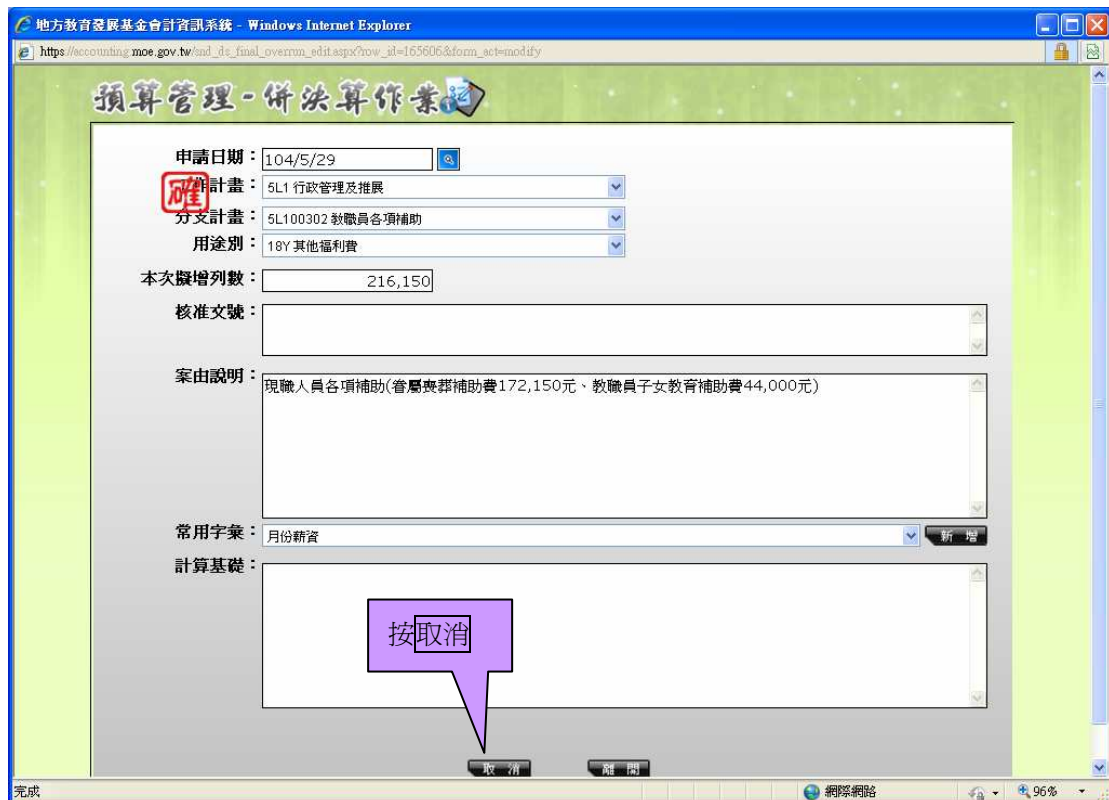 地方教育發展基金會計資訊系統 - Windows Internet Explorer
https://accounting.moe.gov.tw/snd_ds_final_overrun_edit.aspx?row_id=165606&form_act=modify
預算管理-併決算作業
申請日期：104/5/29
確
作計畫：5L1 行政管理及推展
分支計畫：5L100302 教職員各項補助
用途別：18Y 其他福利費
本次擬增列數：216,150
核准文號：
案由說明：現職人員各項補助(眷屬喪葬補助費172,150元、教職員子女教育補助費44,000元)
常用字彙：月份薪資 新增
計算基礎：
按取消
取消 離開
完成 網際網路 96%